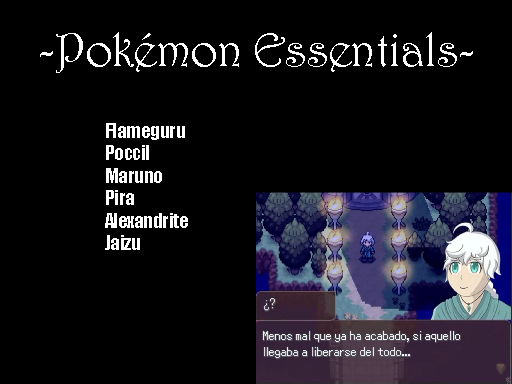 -Pokémon Essentials-
Flameguru
Poccil
Maruno
Pira
Alexandrite
Jaizu
¿?
Menos mal que ya ha acabado, si aquello
llegaba a liberarse del todo...